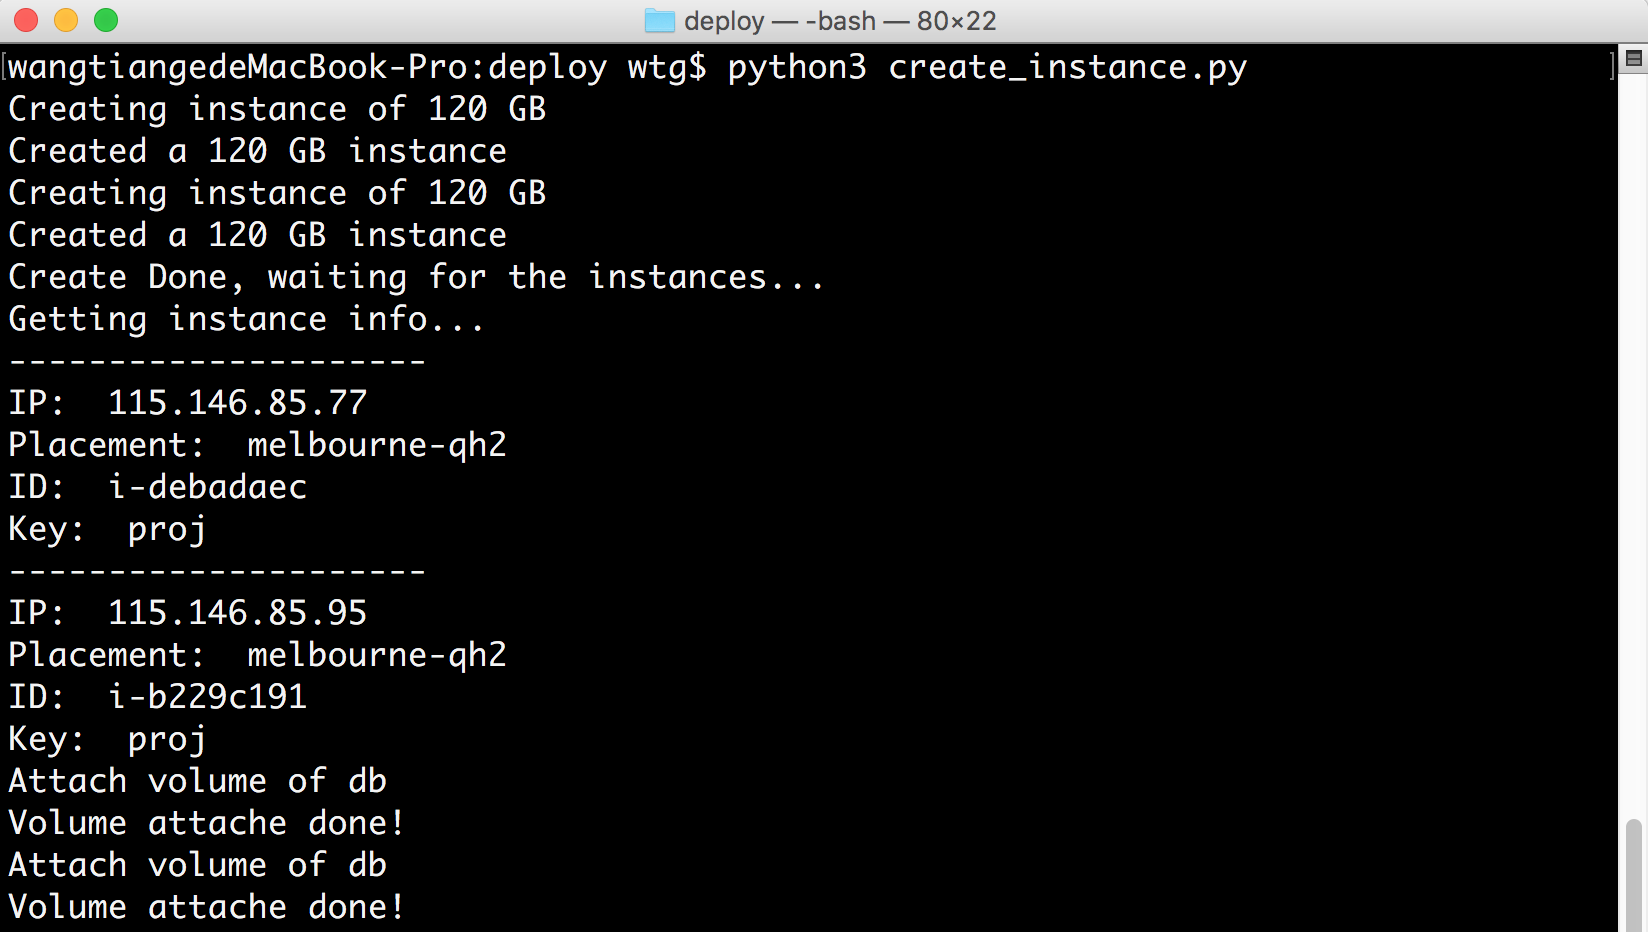 deploy — -bash — 80×22
[wangtiangedeMacBook-Pro:deploy wtg$ python3 create_instance.py ]
Creating instance of 120 GB
Created a 120 GB instance
Creating instance of 120 GB
Created a 120 GB instance
Create Done, waiting for the instances...
Getting instance info...
---------------------
IP:  115.146.85.77
Placement:  melbourne-qh2
ID:  i-debadaec
Key:  proj
---------------------
IP:  115.146.85.95
Placement:  melbourne-qh2
ID:  i-b229c191
Key:  proj
Attach volume of db
Volume attache done!
Attach volume of db
Volume attache done!